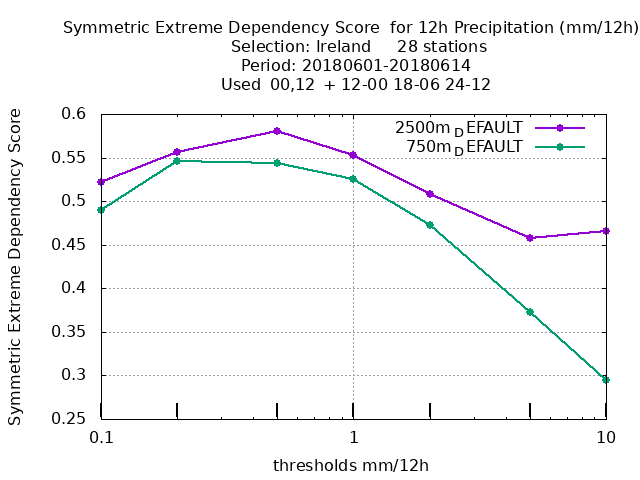 Symmetric Extreme Dependency Score  for 12h Precipitation (mm/12h)
Selection: Ireland     28 stations
Period: 20180601-20180614
Used  00,12  + 12-00 18-06 24-12
2500m_DEFAULT
750m_DEFAULT
Symmetric Extreme Dependency Score
0.6
0.55
0.5
0.45
0.4
0.35
0.3
0.25
0.1
1
10
thresholds mm/12h